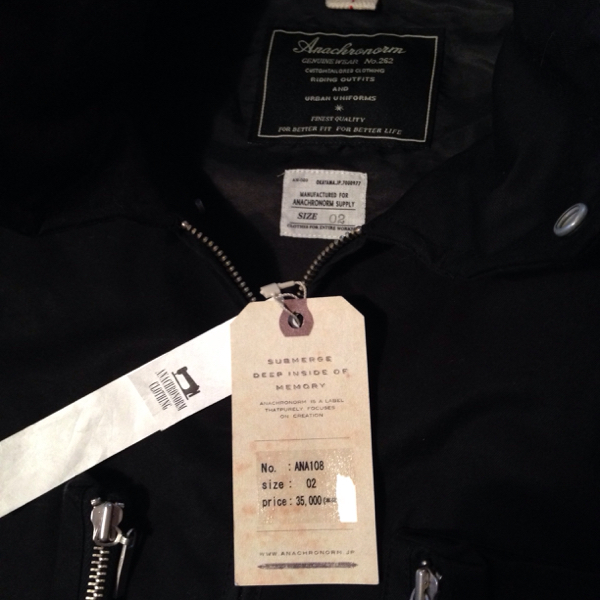 Anachronorm
GENUINE WEAR No.262
CUSTOMTAILORED CLOTHING
RIDING OUTFITS
AND
URBAN UNIFORMS
FINEST QUALITY
FOR BETTER FIT FOR BETTER LIFE
MANUFACTURED FOR
ANACHRONORM SUPPLY
SIZE 02
ANACHRONORM
CLOTHING
SUBMERGE
DEEP INSIDE OF
MEMORY
ANACHRONORM IS A LABEL
THATPURELY FOCUSES
ON CREATION
No. : ANA108
size : 02
price : 35,000
WWW.ANACHRONORM.JP